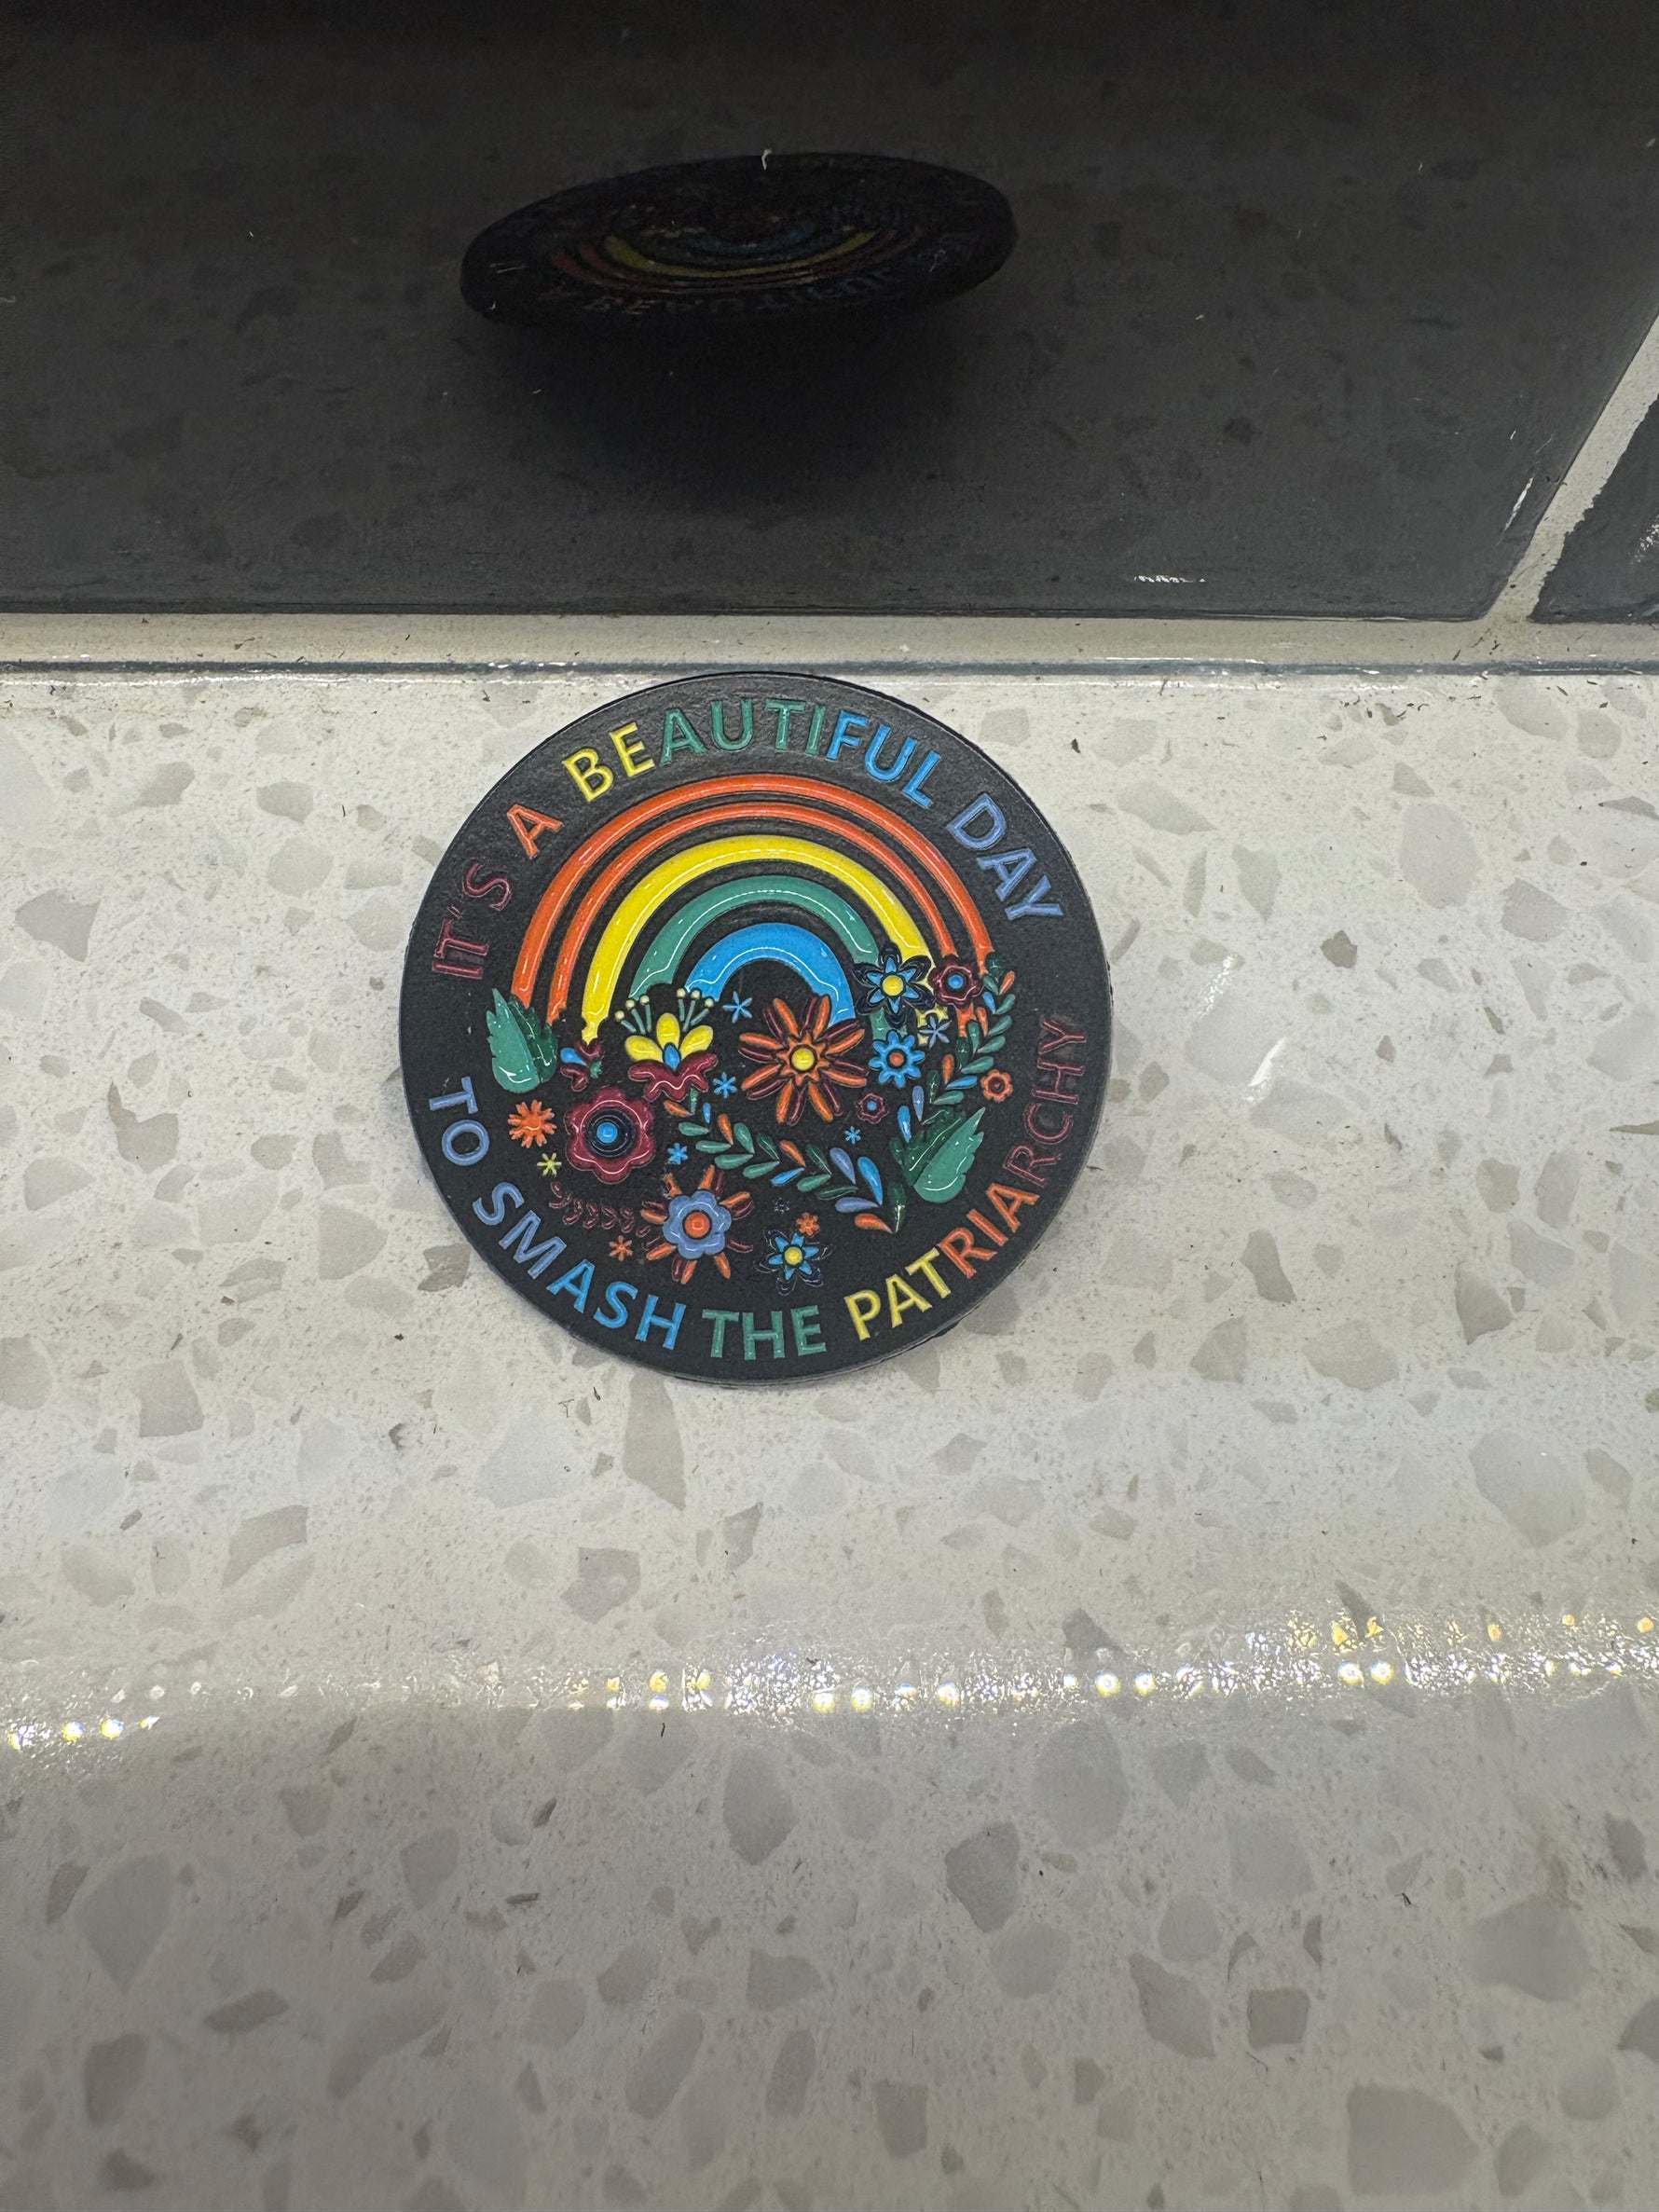 IT'S A BEAUTIFUL DAY
TO SMASH THE PATRIARCHY